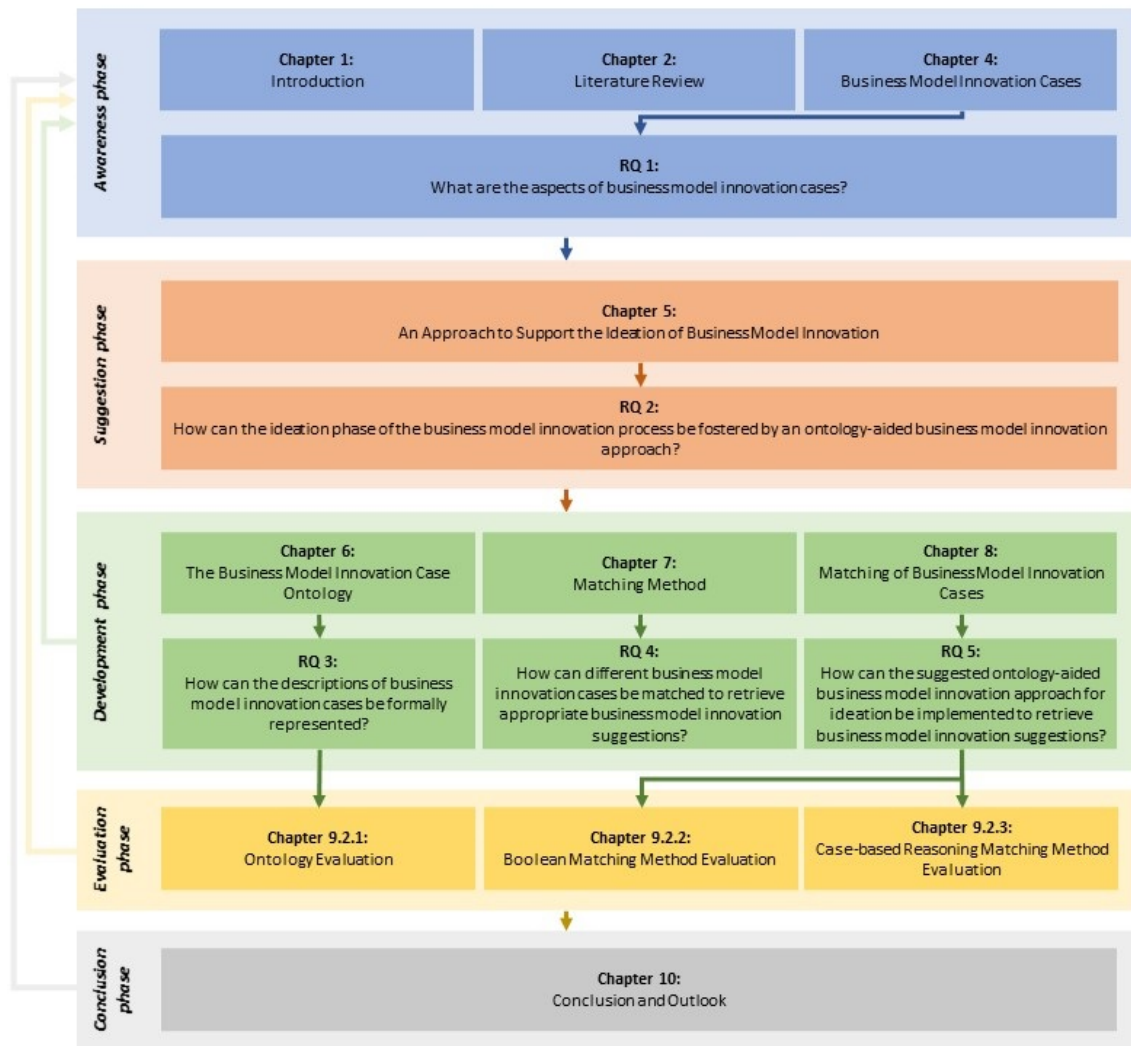 Awareness phase
Chapter 1:
Introduction
Chapter 2:
Literature Review
Chapter 4:
Business Model Innovation Cases
RQ 1:
What are the aspects of business model innovation cases?
Suggestion phase
Chapter 5:
An Approach to Support the Ideation of Business Model Innovation
RQ 2:
How can the ideation phase of the business model innovation process be fostered by an ontology-aided business model innovation
approach?
Development phase
Chapter 6:
The Business Model Innovation Case
Ontology
Chapter 7:
Matching Method
Chapter 8:
Matching of Business Model Innovation
Cases
RQ 3:
How can the descriptions of business
model innovation cases be formally
represented?
RQ 4:
How can different business model
innovation cases be matched to retrieve
appropriate business model innovation
suggestions?
RQ 5:
How can the suggested ontology-aided
business model innovation approach for
ideation be implemented to retrieve
business model innovation suggestions?
Evaluation
phase
Chapter 9.2.1:
Ontology Evaluation
Chapter 9.2.2:
Boolean Matching Method Evaluation
Chapter 9.2.3:
Case-based Reasoning Matching Method
Evaluation
Conclusion
phase
Chapter 10:
Conclusion and Outlook